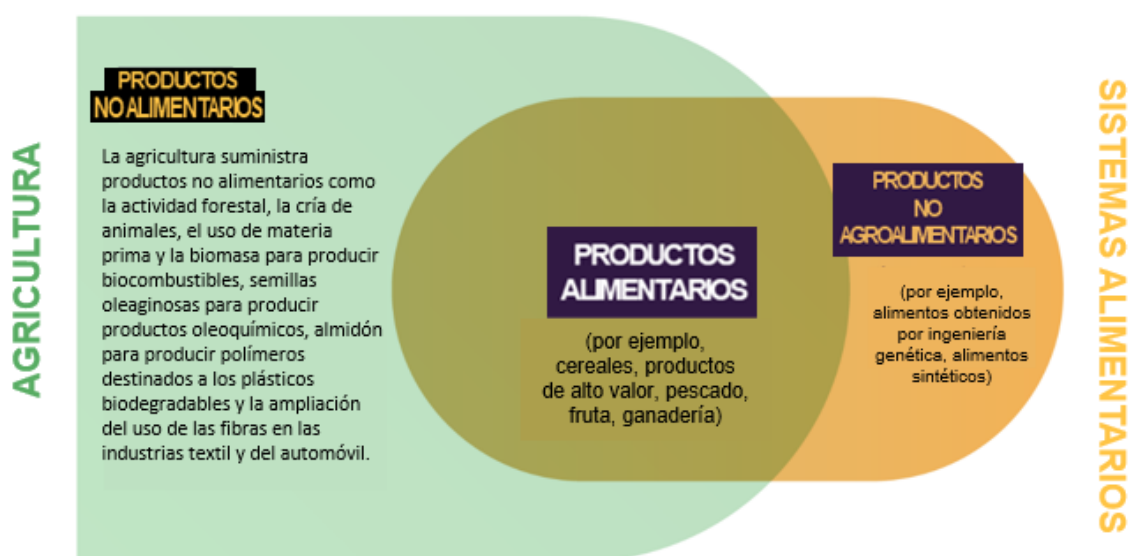 AGRICULTURA
PRODUCTOS
NO ALIMENTARIOS
La agricultura suministra
productos no alimentarios como
la actividad forestal, la cría de
animales, el uso de materia
prima y la biomasa para producir
biocombustibles, semillas
oleaginosas para producir
productos oleoquímicos, almidón
para producir polímeros
destinados a los plásticos
biodegradables y la ampliación
del uso de las fibras en las
industrias textil y del automóvil.
PRODUCTOS
ALIMENTARIOS
(por ejemplo,
cereales, productos
de alto valor, pescado,
fruta, ganadería)
PRODUCTOS
NO
AGROALIMENTARIOS
(por ejemplo,
alimentos obtenidos
por ingeniería
genética, alimentos
sintéticos)
SISTEMAS ALIMENTARIOS